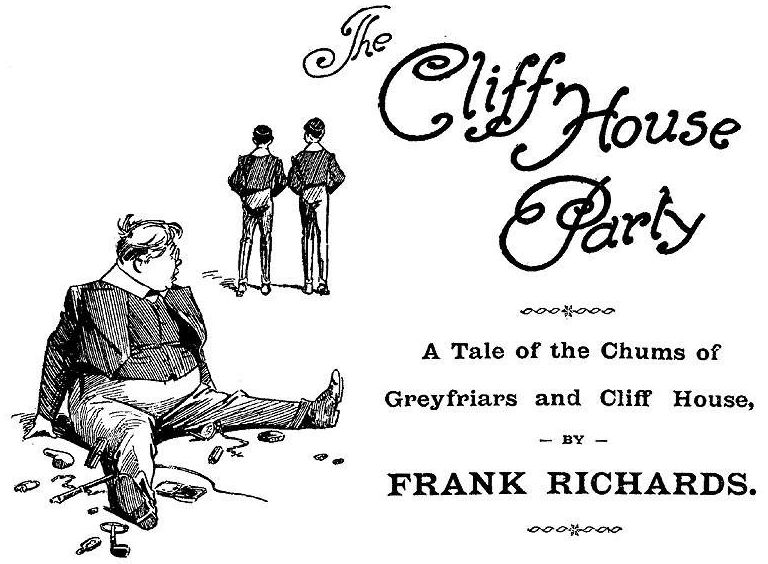 The
Cliff House
Party
A Tale of the Chums of
Greyfriars and Cliff House,
– BY –
FRANK RICHARDS.